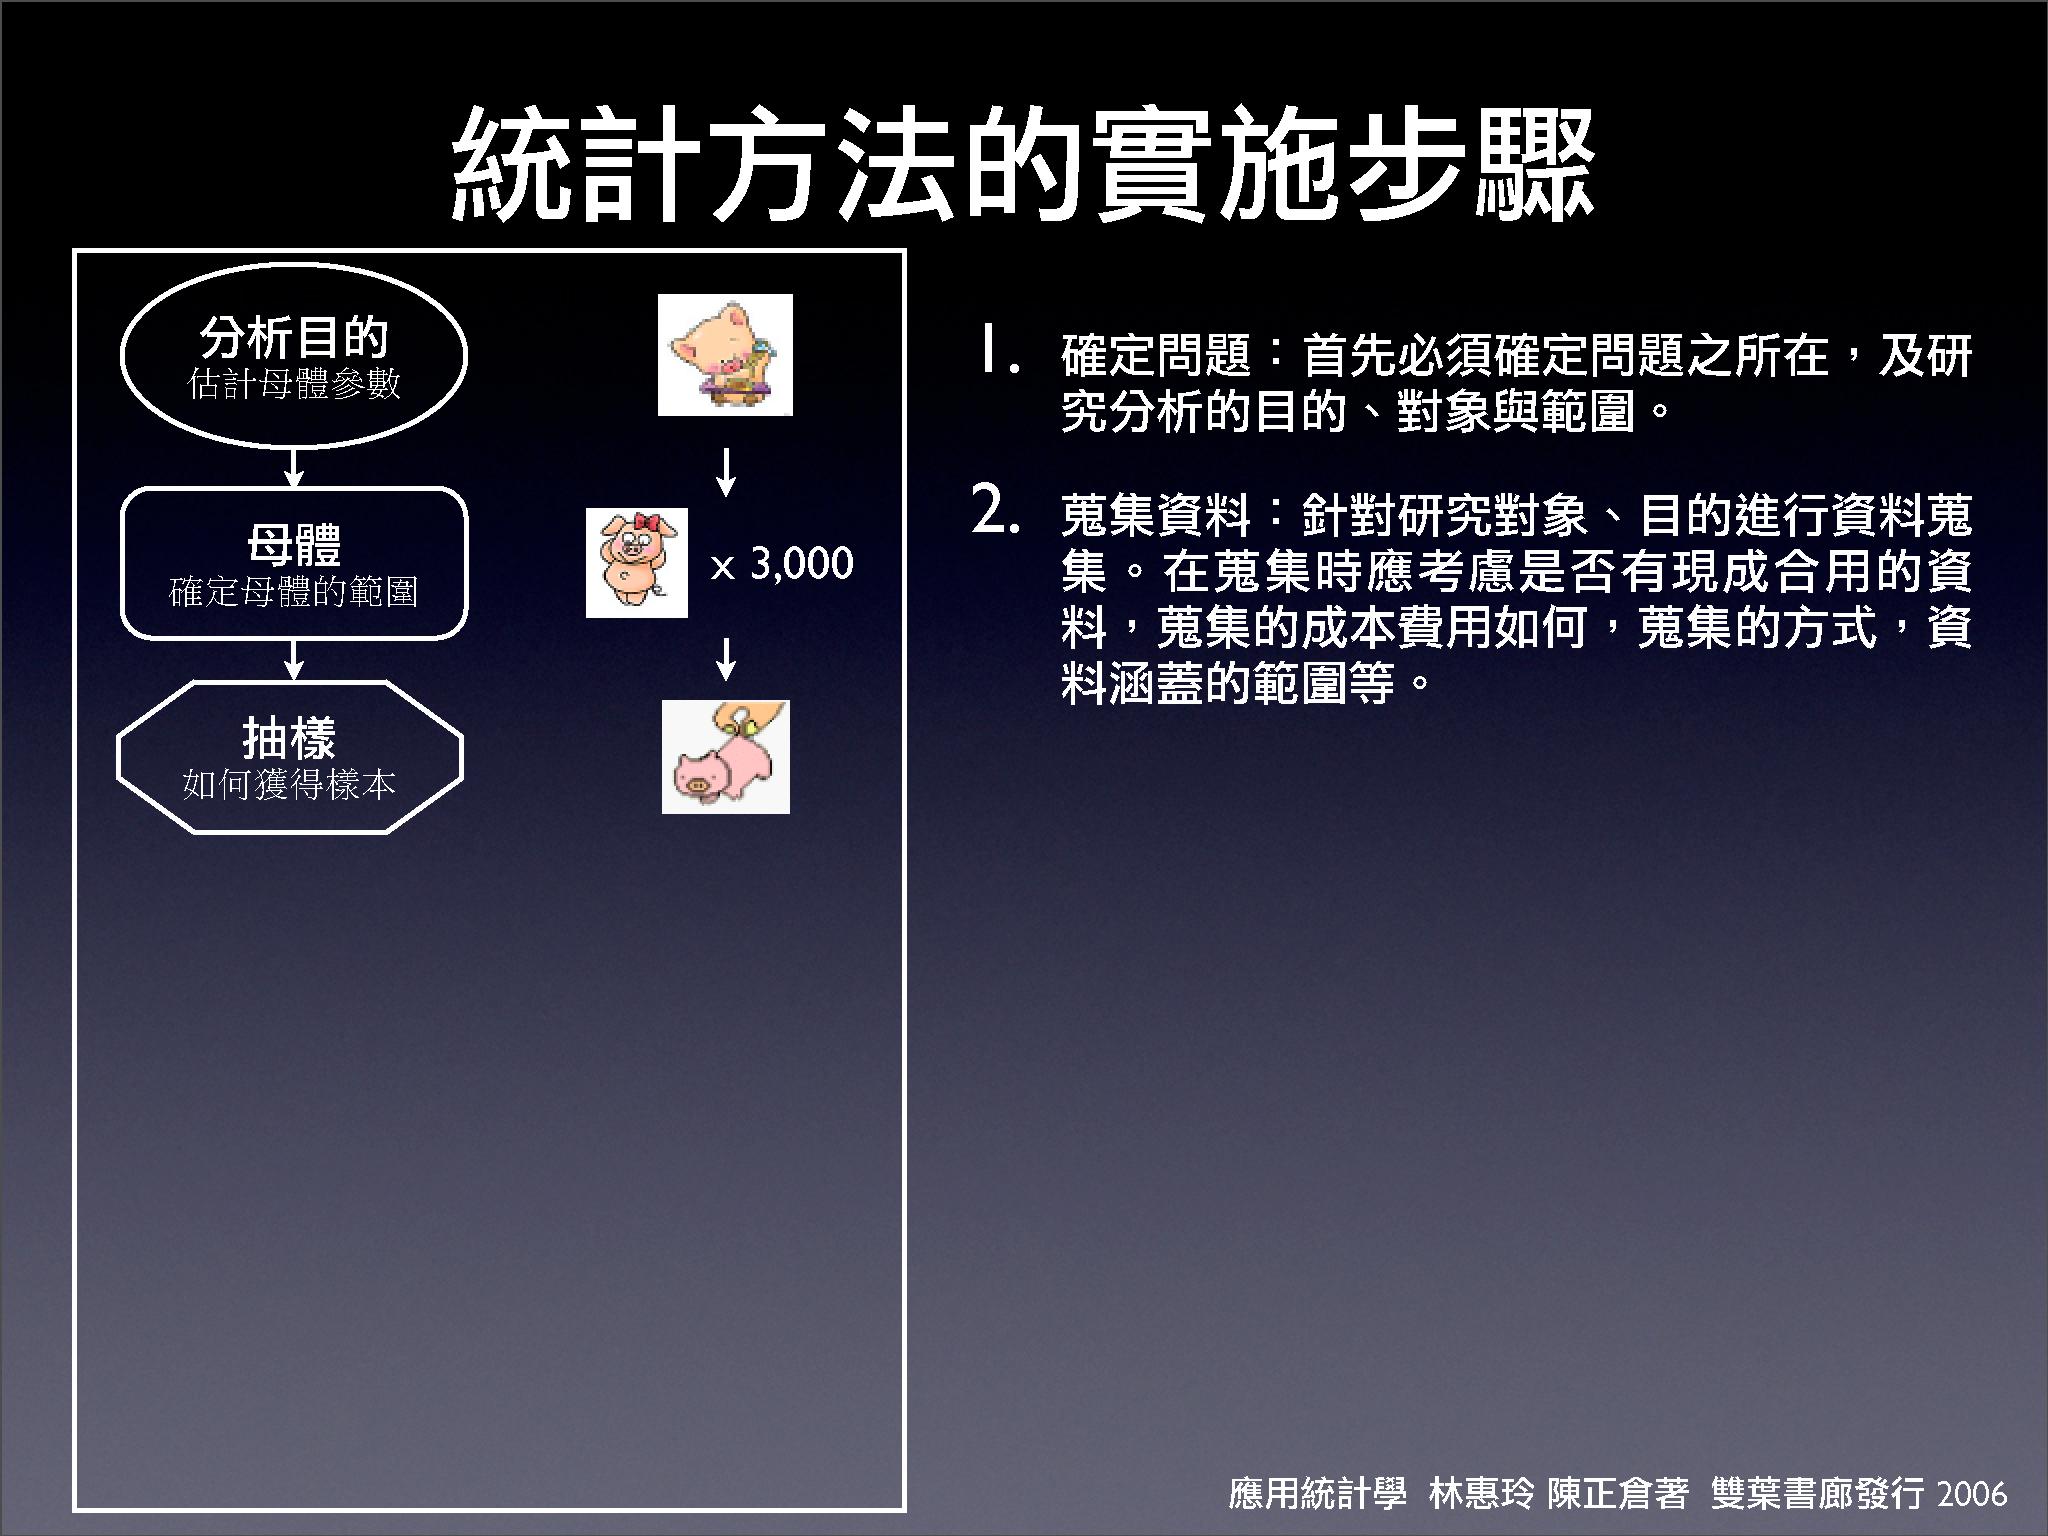 統計方法的實施步驟
分析目的
估計母體參數
母體
確定母體的範圍
x 3,000
抽樣
如何獲得樣本
1. 確定問題：首先必須確定問題之所在，及研
究分析的目的、對象與範圍。
2. 蒐集資料：針對研究對象、目的進行資料蒐
集。在蒐集時應考慮是否有現成合用的資
料，蒐集的成本費用如何，蒐集的方式，資
料涵蓋的範圍等。
應用統計學 林惠玲 陳正倉著 雙葉書廊發行 2006